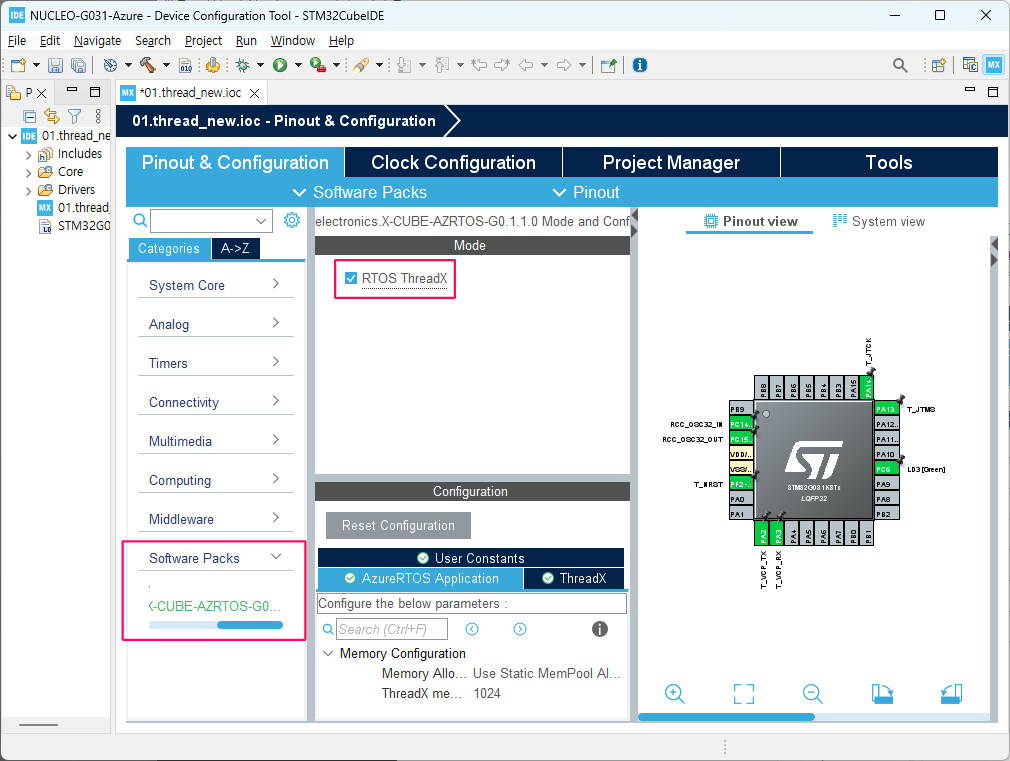 IDE NUCLEO-G031-Azure - Device Configuration Tool - STM32CubeIDE
File Edit Navigate Search Project Run Window Help
010
MX
P
MX *01.thread_new.ioc
01.thread_new.ioc - Pinout & Configuration
IDE 01.thread_ne
Includes
Core
Drivers
MX 01.thread_
STM32G0
Pinout & Configuration
Clock Configuration
Project Manager
Tools
Software Packs
Pinout
Categories
A->Z
System Core
Analog
Timers
Connectivity
Multimedia
Computing
Middleware
Software Packs
X-CUBE-AZRTOS-G0...
electronics.X-CUBE-AZRTOS-G0.1.1.0 Mode and Conf
Mode
RTOS ThreadX
Configuration
Reset Configuration
User Constants
AzureRTOS Application
ThreadX
Configure the below parameters :
Search (Ctrl+F)
Memory Configuration
Memory Allo... Use Static MemPool Al...
ThreadX me... 1024
Pinout view
System view
T_JTCK
PB8 PB7 PB6 PB5 PB4 PB3 PA15 PA14
PB9
RCC_OSC32_IN PC14..
RCC_OSC32_OUT PC15..
VDD/..
VSS/..
T_NRST PF2-..
PA0
PA1
PA13 T_JTMS
PA12..
PA11..
PA10
PC6 LD3 [Green]
PA9
PA8
PB2
ST
STM32G031K8Tx
LQFP32
PA2 PA3 PA4 PA5 PA6 PA7 PB0 PB1
T_VCP_TX
T_VCP_RX